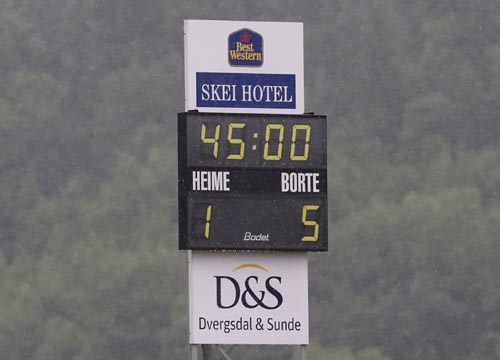 Best
Western
SKEI HOTEL
45:00
HEIME BORTE
1 5
Bodet
D&S
Dvergsdal & Sunde